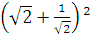 (√2 + 1/√2) ²